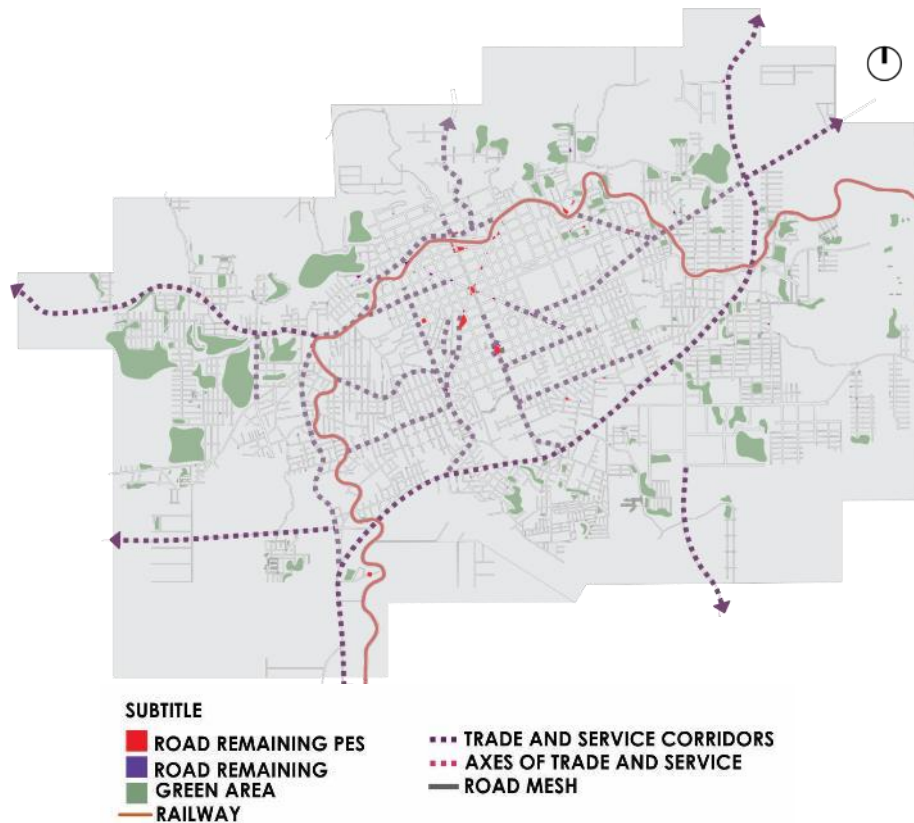 SUBTITLE
ROAD REMAINING PES
ROAD REMAINING
GREEN AREA
RAILWAY
TRADE AND SERVICE CORRIDORS
AXES OF TRADE AND SERVICE
ROAD MESH